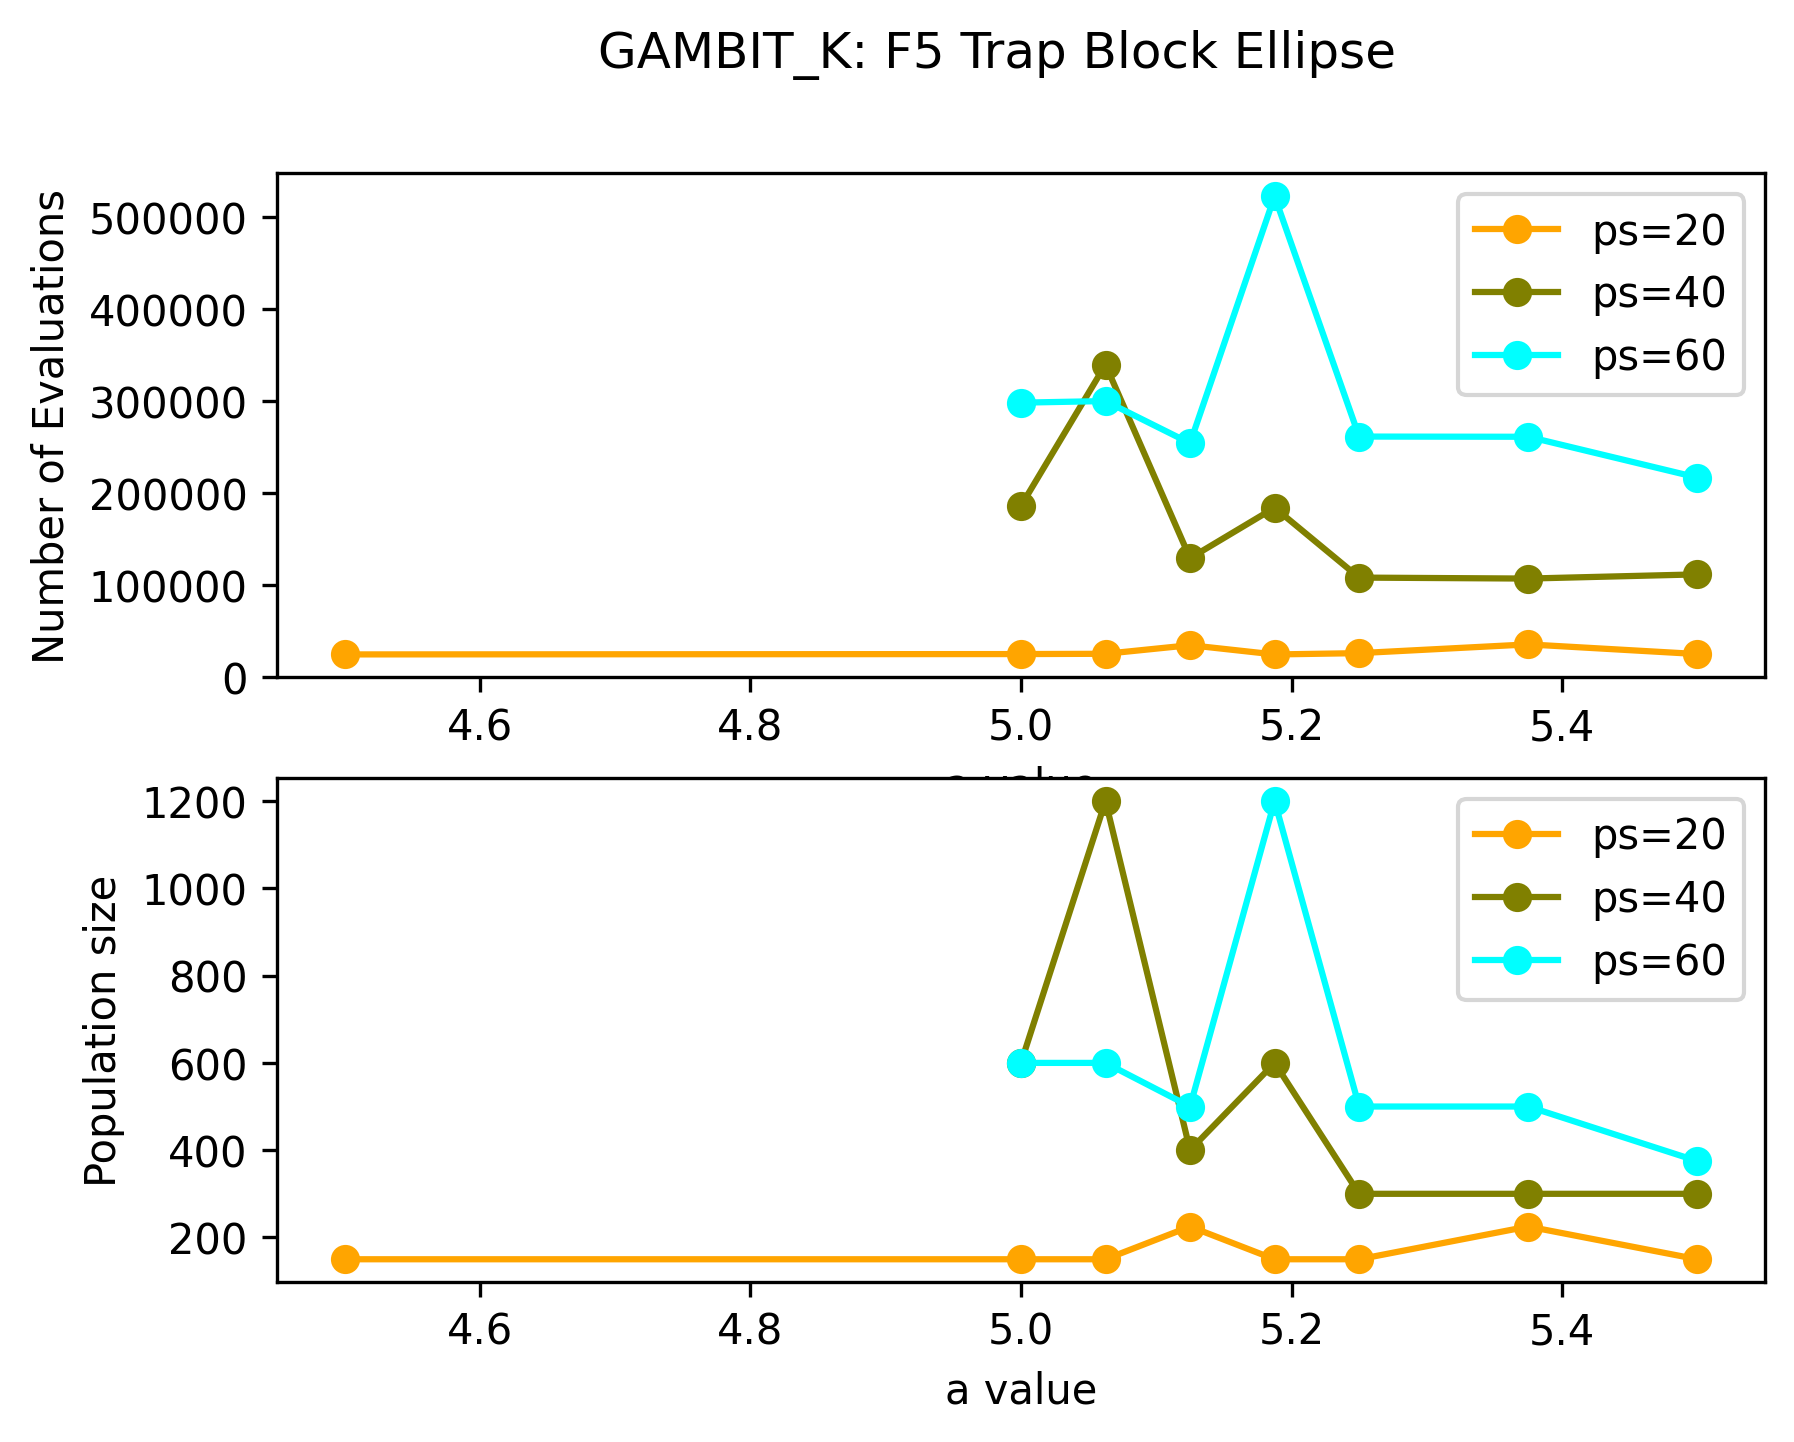 GAMBIT_K: F5 Trap Block Ellipse
Number of Evaluations
500000
400000
300000
200000
100000
0
ps=20
ps=40
ps=60
4.6 4.8 5.0 5.2 5.4
a value
Population size
1200
1000
800
600
400
200
ps=20
ps=40
ps=60
4.6 4.8 5.0 5.2 5.4
a value